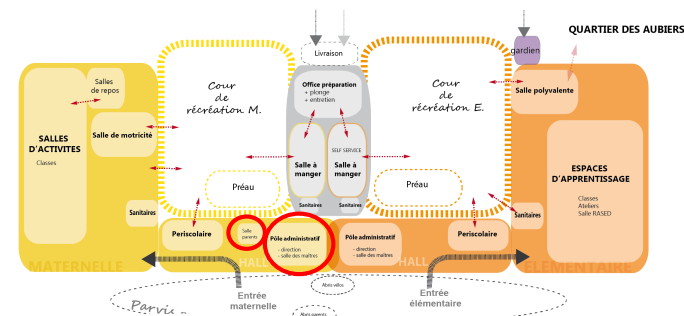 QUARTIER DES AUBIERS
Livraison
gardien
Office préparation
+ plonge
+ entretien
Salles
de repos
Cour
de
récréation M.
Cour
de
récréation E.
Salle polyvalente
SALLES
D'ACTIVITES
Classes
Salle de motricité
SELF SERVICE
Salle à
manger
Salle à
manger
ESPACES
D'APPRENTISSAGE
Classes
Ateliers
Salle RASED
Préau
Préau
Sanitaires
Sanitaires
Sanitaires
Sanitaires
Periscolaire
Salle
parents
Pôle administratif
- direction
- salle des maîtres
Pôle administratif
- direction
- salle des maîtres
Periscolaire
MATERNELLE
HALL
HALL
ELEMENTAIRE
Entrée
maternelle
Abris vélos
Entrée
élémentaire
Parvis
Abris parents